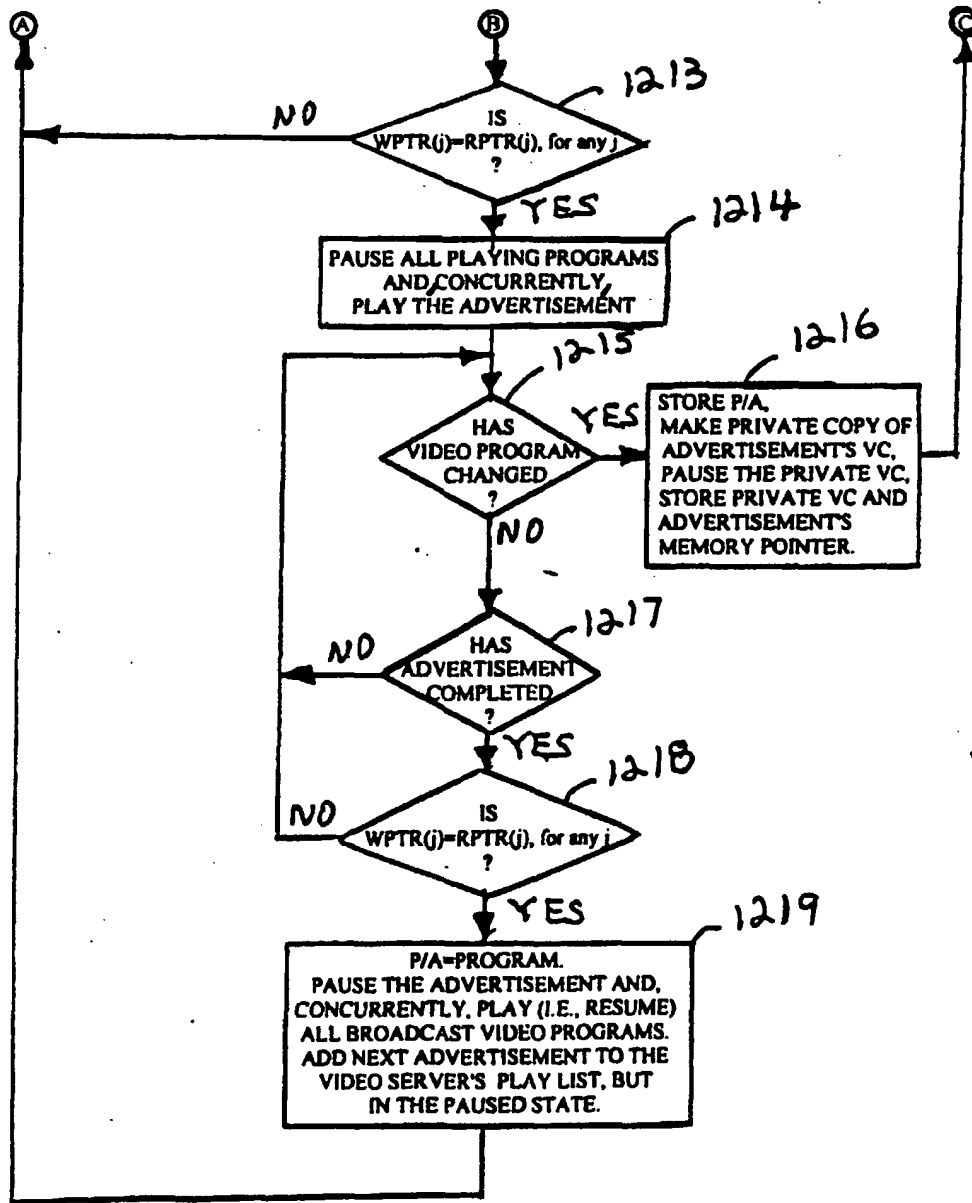 A
B
C
1213
NO
IS
WPTR(j)=RPTR(j), for any j
?
YES
1214
PAUSE ALL PLAYING PROGRAMS
AND, CONCURRENTLY,
PLAY THE ADVERTISEMENT
1215
1216
HAS
VIDEO PROGRAM
CHANGED
?
YES
STORE P/A,
MAKE PRIVATE COPY OF
ADVERTISEMENT'S VC,
PAUSE THE PRIVATE VC,
STORE PRIVATE VC AND
ADVERTISEMENT'S
MEMORY POINTER.
NO
1217
NO
HAS
ADVERTISEMENT
COMPLETED
?
YES
1218
NO
IS
WPTR(j)=RPTR(j), for any j
?
YES
1219
P/A=PROGRAM.
PAUSE THE ADVERTISEMENT AND,
CONCURRENTLY, PLAY (I.E., RESUME)
ALL BROADCAST VIDEO PROGRAMS.
ADD NEXT ADVERTISEMENT TO THE
VIDEO SERVER'S PLAY LIST, BUT
IN THE PAUSED STATE.